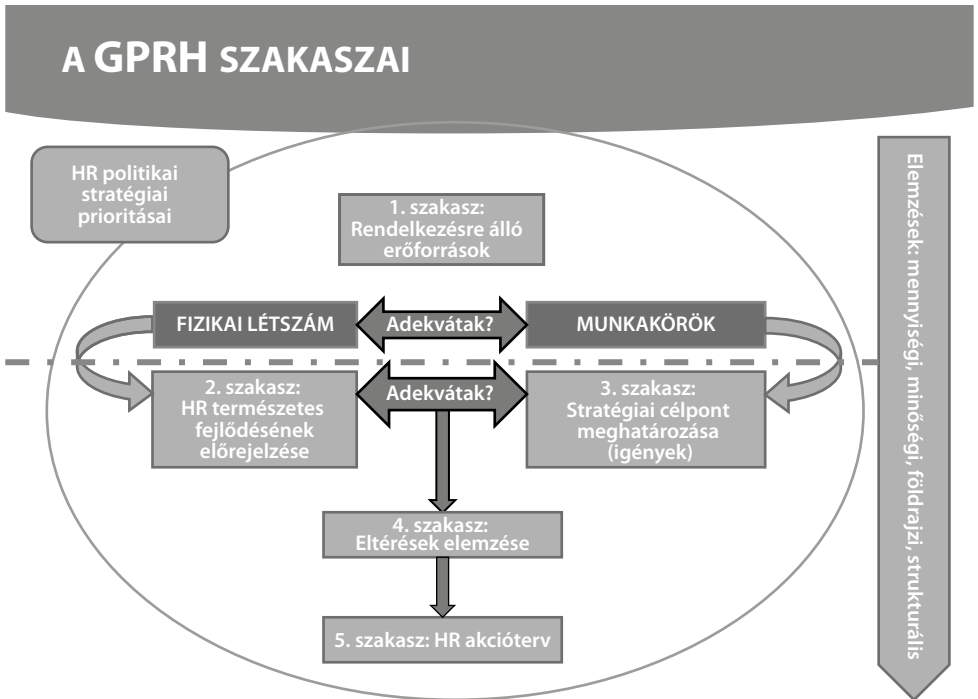 A GPRH SZAKASZAI
HR politikai
stratégiai
prioritásai
1. szakasz:
Rendelkezésre álló
erőforrások
FIZIKAI LÉTSZÁM
Adekvátak?
MUNKAKÖRÖK
2. szakasz:
HR természetes
fejlődésének
előrejelzése
Adekvátak?
3. szakasz:
Stratégiai célpont
meghatározása
(igények)
4. szakasz:
Eltérések elemzése
5. szakasz: HR akcióterv
Elemzések: mennyiségi, minőségi, földrajzi, strukturális